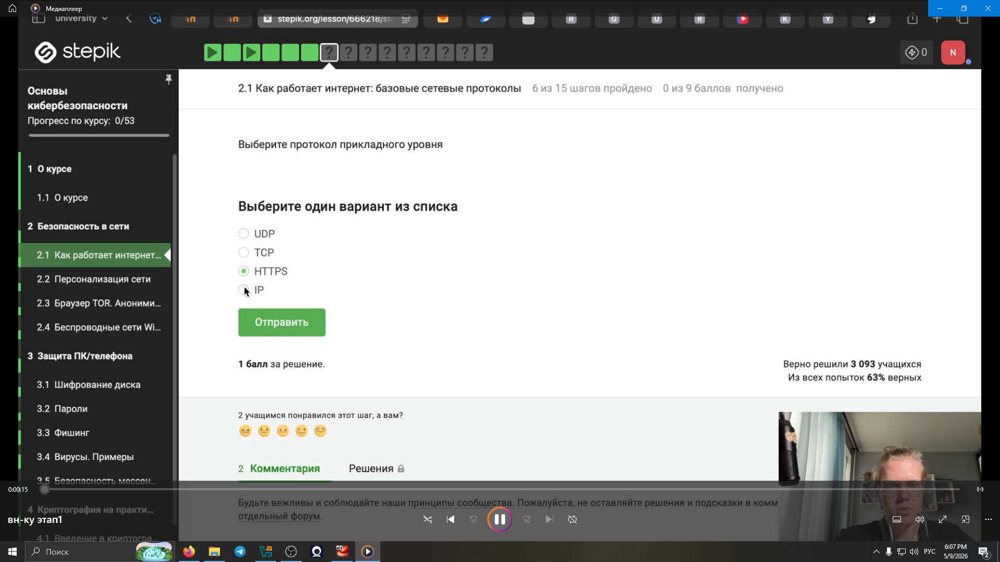 Медиаплеер
university
stepik.org/lesson/666218/st
R
G
U
R
K
Y
stepik
? ? ? ? ? ? ? ? ?
0
N
Основы
кибербезопасности
Прогресс по курсу: 0/53
1 О курсе
1.1 О курсе
2 Безопасность в сети
2.1 Как работает интернет...
2.2 Персонализация сети
2.3 Браузер TOR. Аноними...
2.4 Беспроводные сети Wi...
3 Защита ПК/телефона
3.1 Шифрование диска
3.2 Пароли
3.3 Фишинг
3.4 Вирусы. Примеры
3.5 Безопасность мессен...
4 Криптография на практи...
4.1 Введение в криптогра...
2.1 Как работает интернет: базовые сетевые протоколы 6 из 15 шагов пройдено 0 из 9 баллов получено
Выберите протокол прикладного уровня
Выберите один вариант из списка
UDP
TCP
HTTPS
IP
Отправить
1 балл за решение.
Верно решили 3 093 учащихся
Из всех попыток 63% верных
2 учащимся понравился этот шаг, а вам?
2 Комментария
Решения
Будьте вежливы и соблюдайте наши принципы сообщества. Пожалуйста, не оставляйте решения и подсказки в комм
отдельный форум.
0:00:15
вн-ку этап1
10
30
Поиск
x64
РУС
6:07 PM
5/9/2026
2